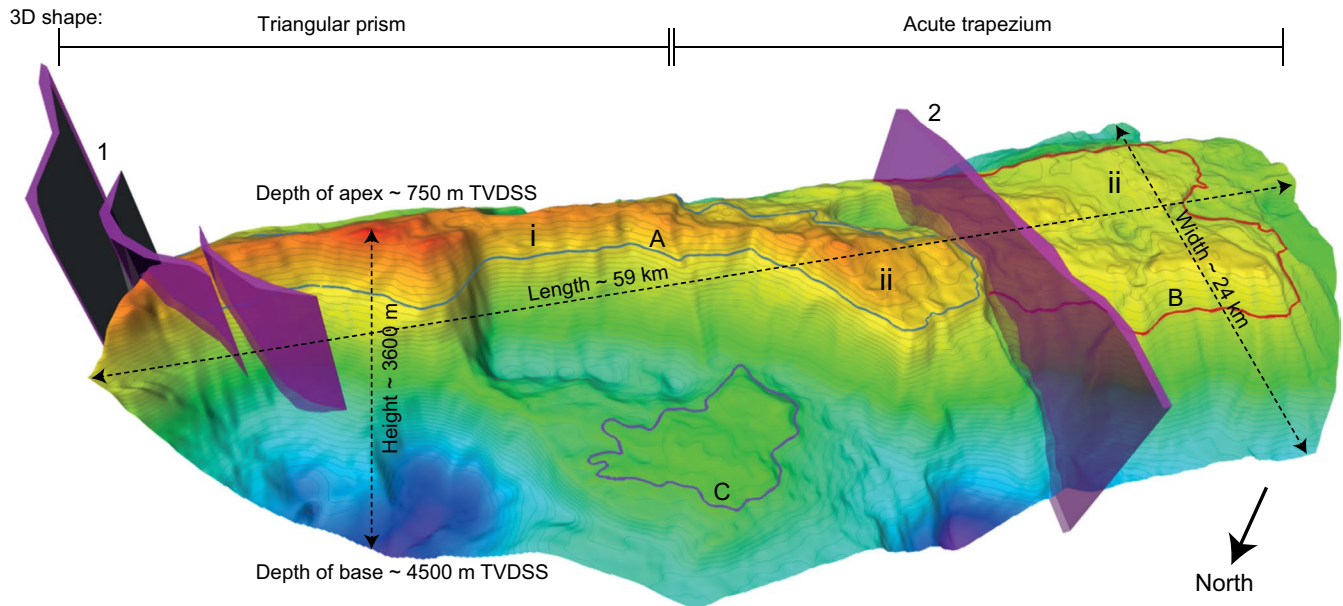 3D shape:
Triangular prism
Acute trapezium
1
2
Depth of apex ~ 750 m TVDSS
ii
i
A
Width ~ 24 km
Length ~ 59 km
ii
B
Height ~ 3600 m
C
Depth of base ~ 4500 m TVDSS
North